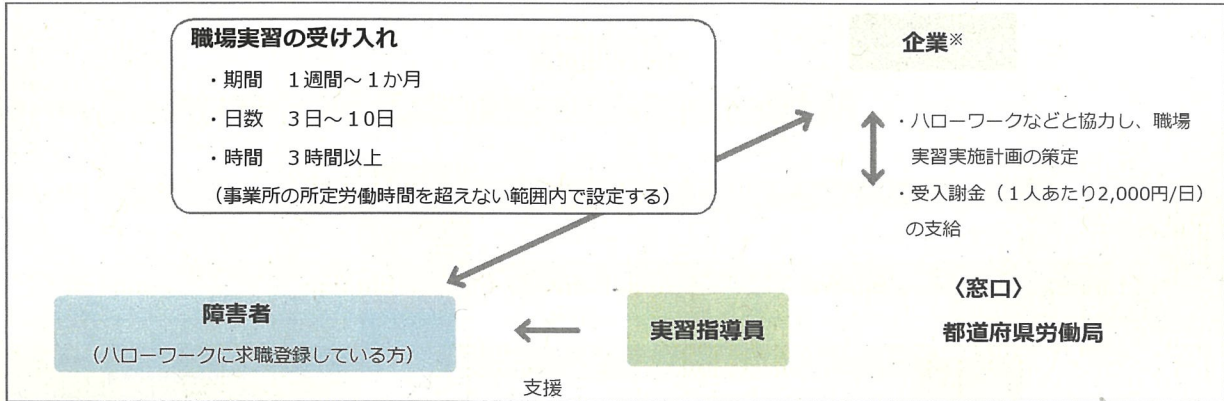 職場実習の受け入れ
・期間　１週間～１か月
・日数　３日～10日
・時間　３時間以上
（事業所の所定労働時間を超えない範囲内で設定する）
企業※
・ハローワークなどと協力し、職場
実習実施計画の策定
・受入謝金（１人あたり2,000円/日）
の支給
障害者
（ハローワークに求職登録している方）
支援
実習指導員
〈窓口〉
都道府県労働局